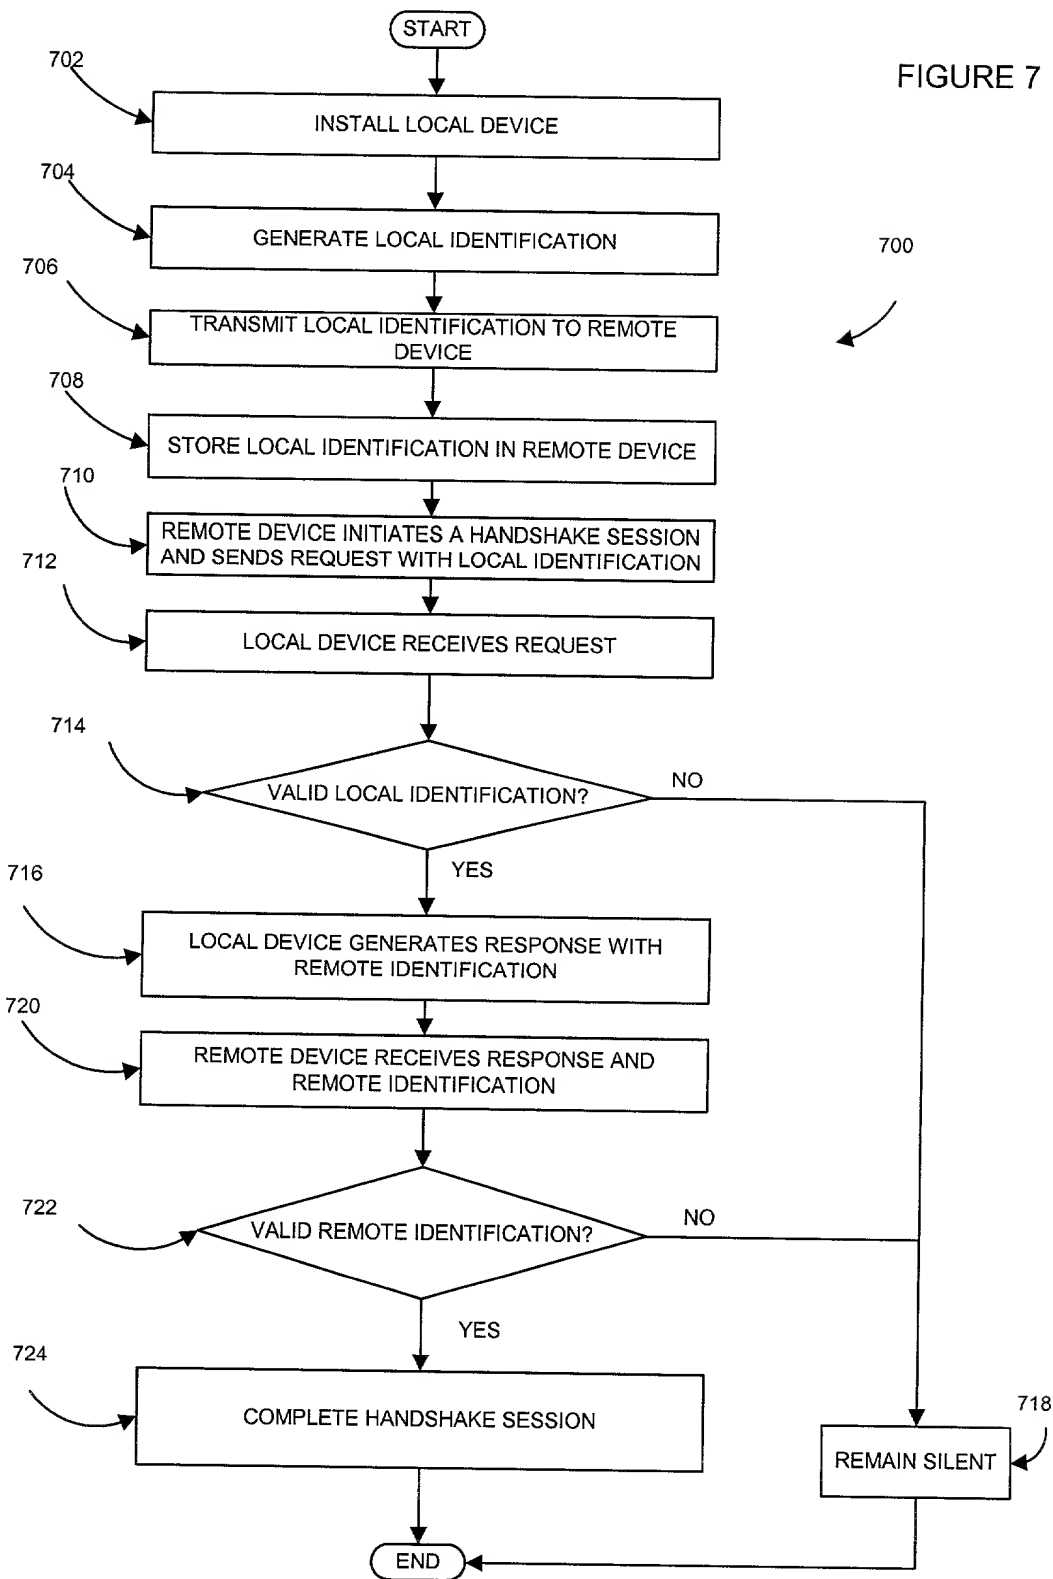 START
FIGURE 7
702
INSTALL LOCAL DEVICE
704
GENERATE LOCAL IDENTIFICATION
700
706
TRANSMIT LOCAL IDENTIFICATION TO REMOTE
DEVICE
708
STORE LOCAL IDENTIFICATION IN REMOTE DEVICE
710
REMOTE DEVICE INITIATES A HANDSHAKE SESSION
AND SENDS REQUEST WITH LOCAL IDENTIFICATION
712
LOCAL DEVICE RECEIVES REQUEST
714
VALID LOCAL IDENTIFICATION?
NO
YES
716
LOCAL DEVICE GENERATES RESPONSE WITH
REMOTE IDENTIFICATION
720
REMOTE DEVICE RECEIVES RESPONSE AND
REMOTE IDENTIFICATION
722
VALID REMOTE IDENTIFICATION?
NO
YES
724
COMPLETE HANDSHAKE SESSION
718
REMAIN SILENT
END